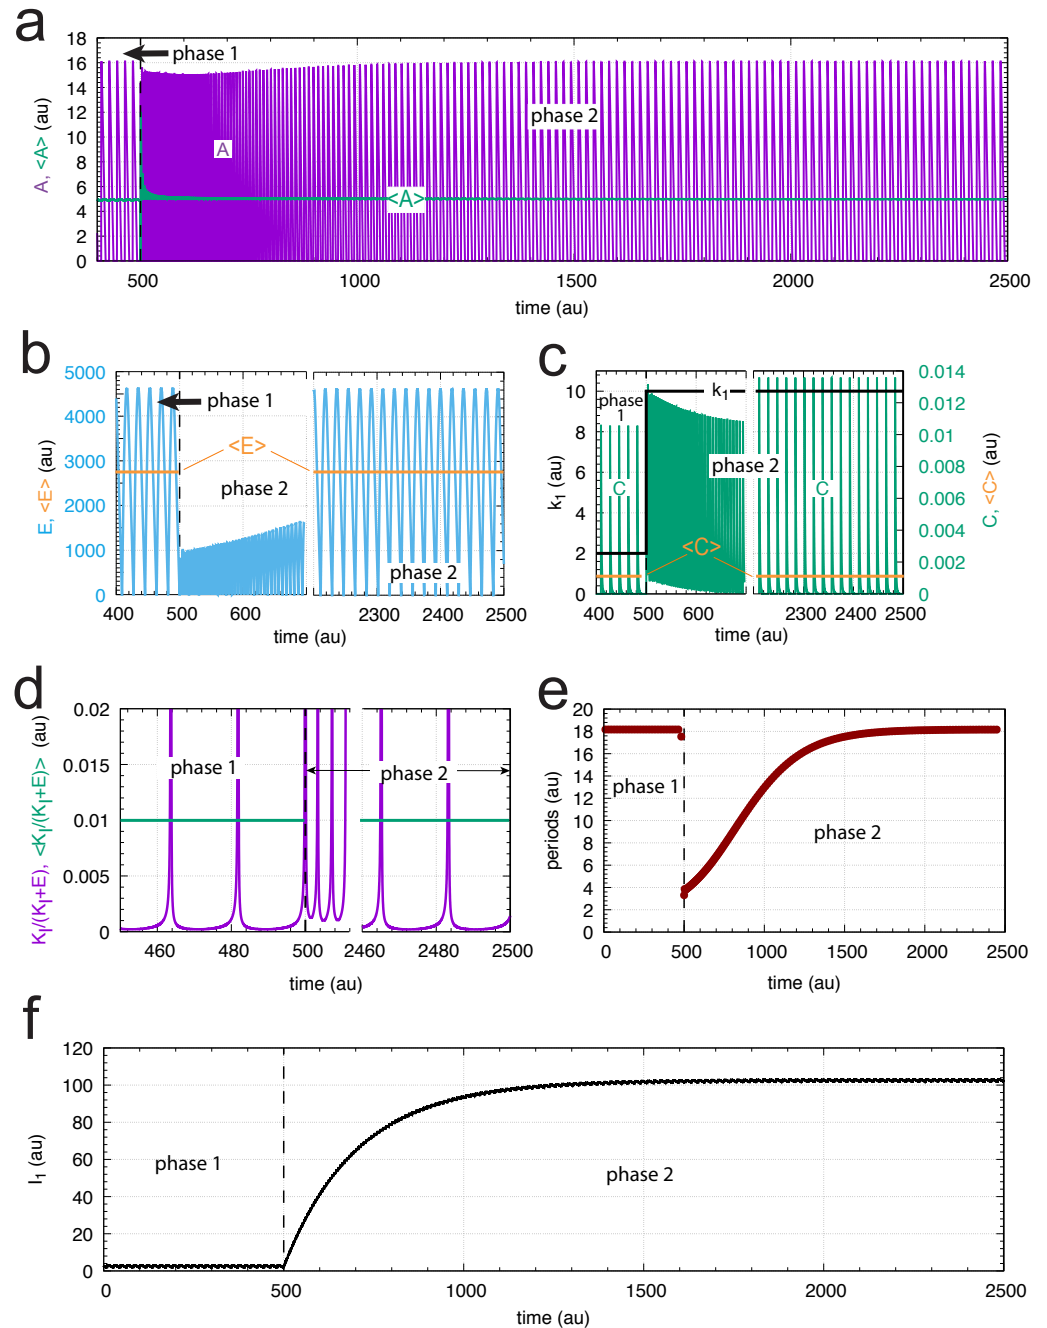 a
18
16
14
12
10
8
6
4
2
0
A, <A> (au)
phase 1
A
phase 2
<A>
500
1000
1500
2000
2500
time (au)
b
5000
4000
3000
2000
1000
0
E, <E> (au)
phase 1
<E>
phase 2
phase 2
400
500
600
2300
2400
2500
time (au)
c
10
8
6
4
2
0
k1 (au)
phase 1
k1
phase 2
C
C
<C>
0.014
0.012
0.01
0.008
0.006
0.004
0.002
0
C, <C> (au)
400
500
600
2300
2400
2500
time (au)
d
0.02
0.015
0.01
0.005
0
KI/(KI+E), <KI/(KI+E)> (au)
phase 1
phase 2
460
480
500
2460
2480
2500
time (au)
e
20
18
16
14
12
10
8
6
4
2
0
periods (au)
phase 1
phase 2
0
500
1000
1500
2000
2500
time (au)
f
120
100
80
60
40
20
0
I1 (au)
phase 1
phase 2
0
500
1000
1500
2000
2500
time (au)